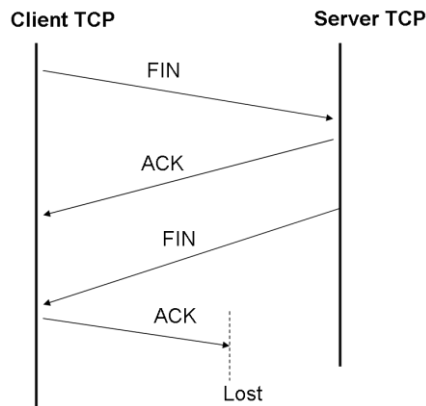 Client TCP
Server TCP
FIN
ACK
FIN
ACK
Lost